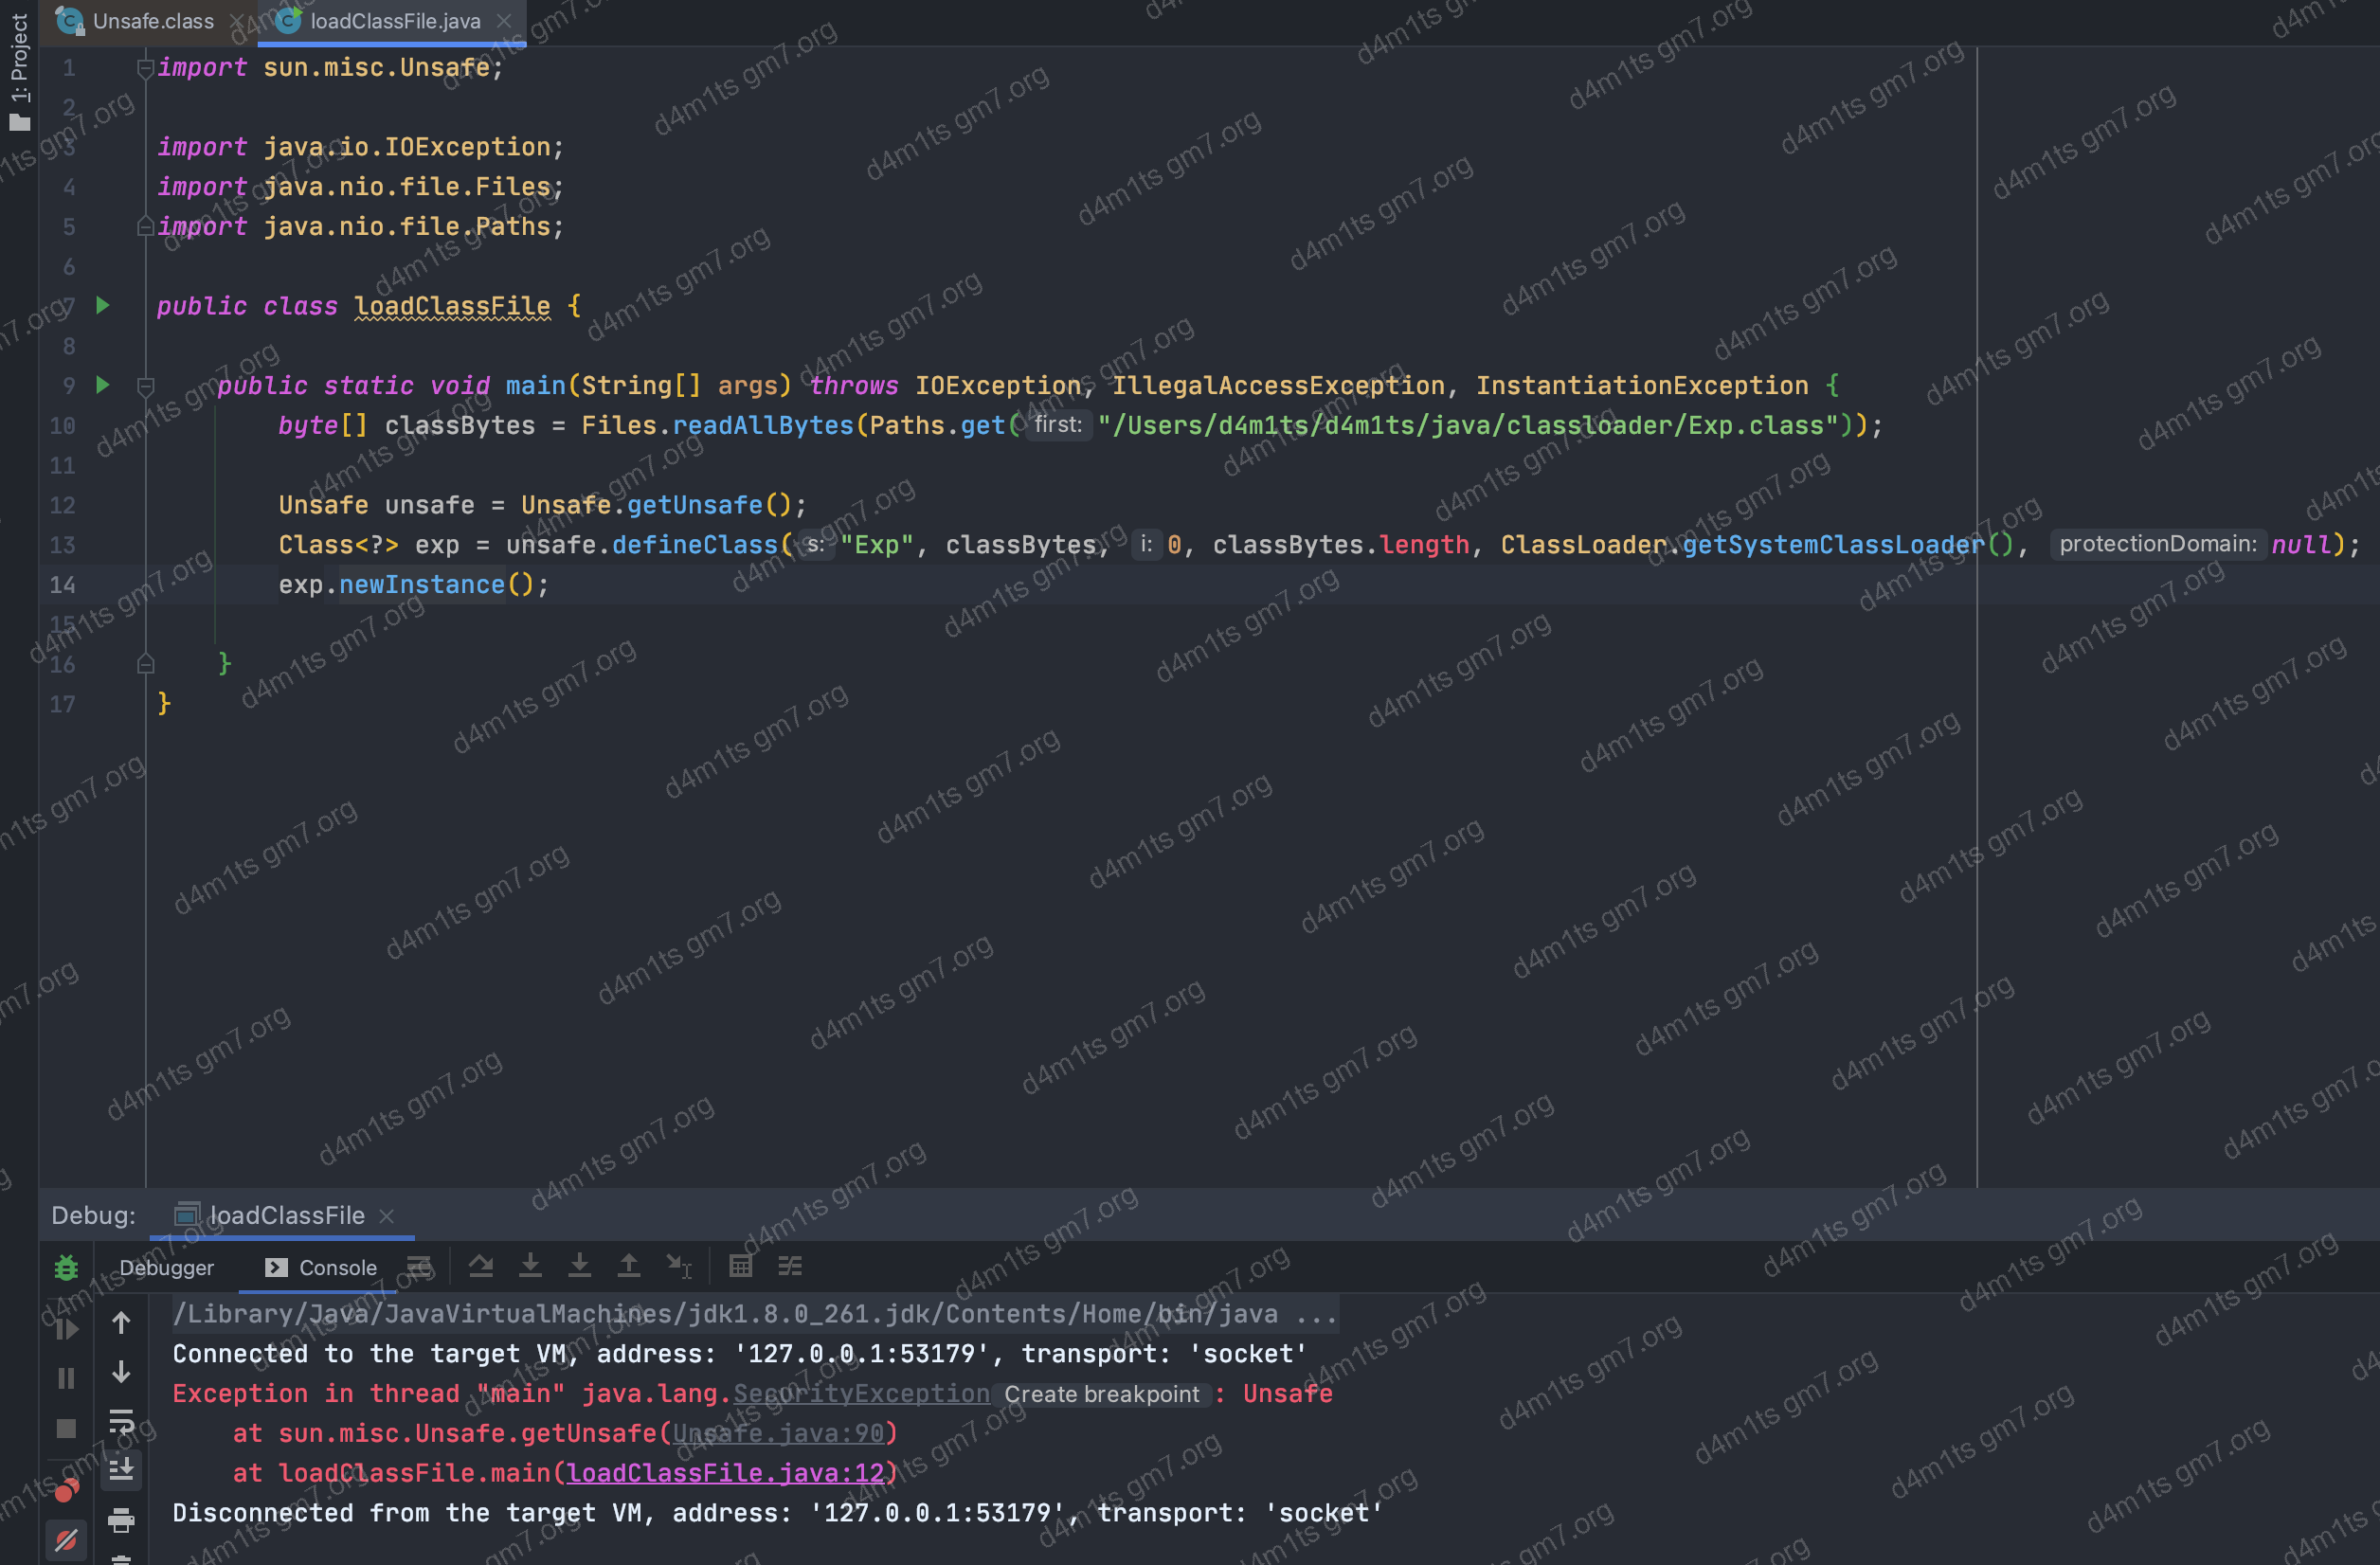 Unsafe.class
loadClassFile.java
1: Project
1 import sun.misc.Unsafe;
2
3 import java.io.IOException;
4 import java.nio.file.Files;
5 import java.nio.file.Paths;
6
7 public class loadClassFile {
8
9 public static void main(String[] args) throws IOException, IllegalAccessException, InstantiationException {
10 byte[] classBytes = Files.readAllBytes(Paths.get( first: "/Users/d4m1ts/d4m1ts/java/classloader/Exp.class"));
11
12 Unsafe unsafe = Unsafe.getUnsafe();
13 Class<?> exp = unsafe.defineClass( s: "Exp", classBytes, i: 0, classBytes.length, ClassLoader.getSystemClassLoader(), protectionDomain: null);
14 exp.newInstance();
15
16 }
17 }
Debug: loadClassFile
Debugger Console
/Library/Java/JavaVirtualMachines/jdk1.8.0_261.jdk/Contents/Home/bin/java ...
Connected to the target VM, address: '127.0.0.1:53179', transport: 'socket'
Exception in thread "main" java.lang.SecurityException Create breakpoint : Unsafe
at sun.misc.Unsafe.getUnsafe(Unsafe.java:90)
at loadClassFile.main(loadClassFile.java:12)
Disconnected from the target VM, address: '127.0.0.1:53179', transport: 'socket'
d4m1ts gm7.org